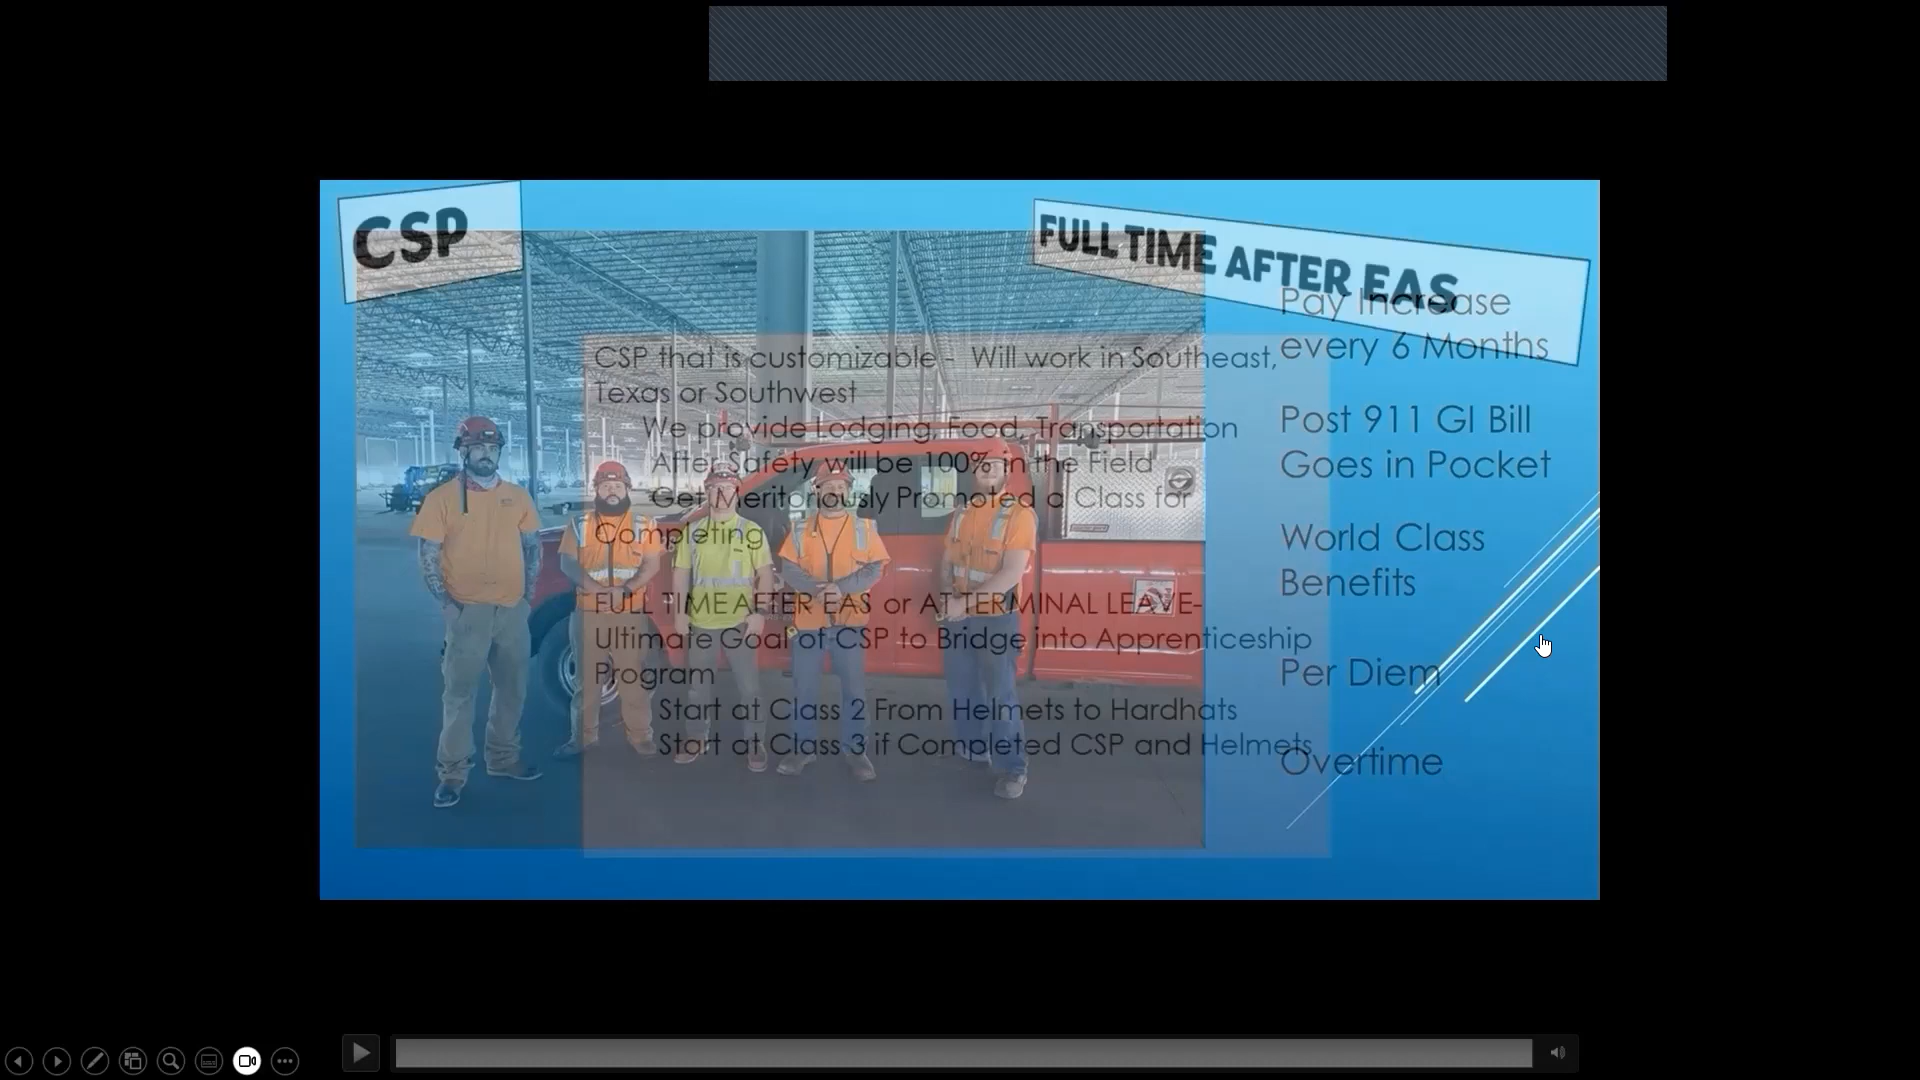 CSP
FULL TIME AFTER EAS
CSP that is customizable - Will work in Southeast,
Texas or Southwest
We provide Lodging, Food, Transportation
After Safety will be 100% in the Field
Get Meritoriously Promoted a Class for
Completing
FULL TIME AFTER EAS or AT TERMINAL LEAVE-
Ultimate Goal of CSP to Bridge into Apprenticeship
Program
Start at Class 2 From Helmets to Hardhats
Start at Class 3 if Completed CSP and Helmets
Pay Increase
every 6 Months
Post 911 GI Bill
Goes in Pocket
World Class
Benefits
Per Diem
Overtime